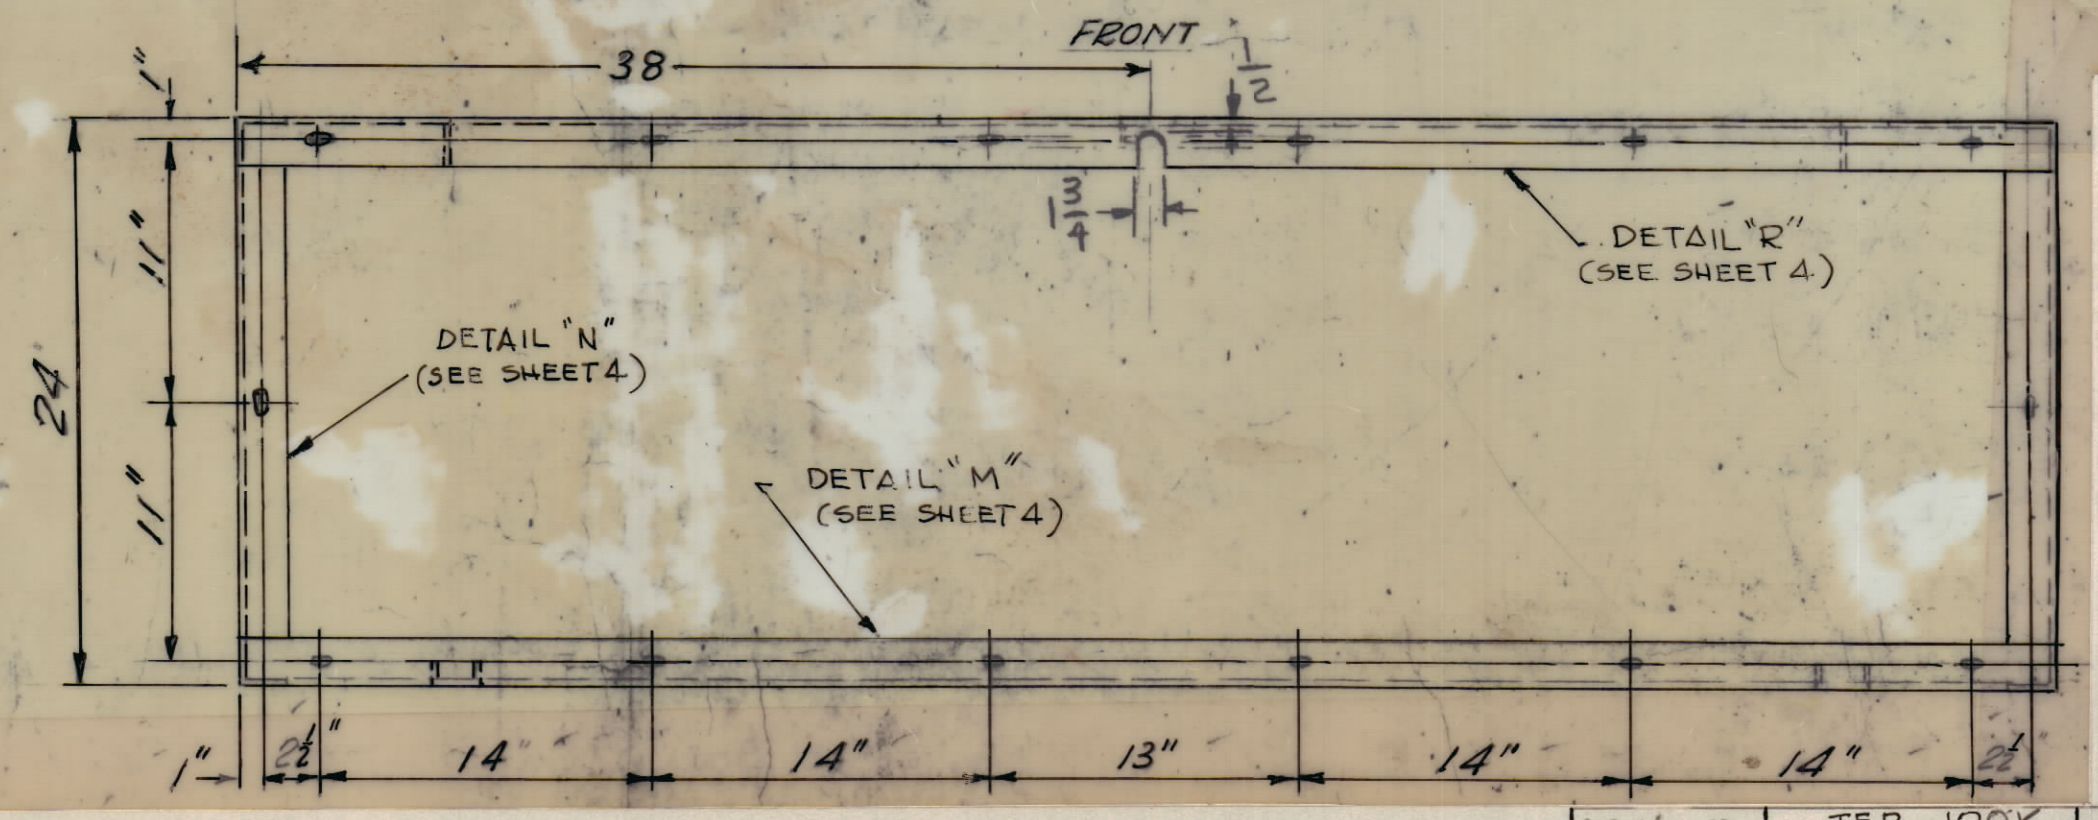 FRONT
38
1"
1/2
24
11"
1 3/4
DETAIL "R"
(SEE SHEET 4)
DETAIL "N"
(SEE SHEET 4)
11"
DETAIL "M"
(SEE SHEET 4)
1" 2 1/2" 14" 14" 13" 14" 14" 2 1/2"